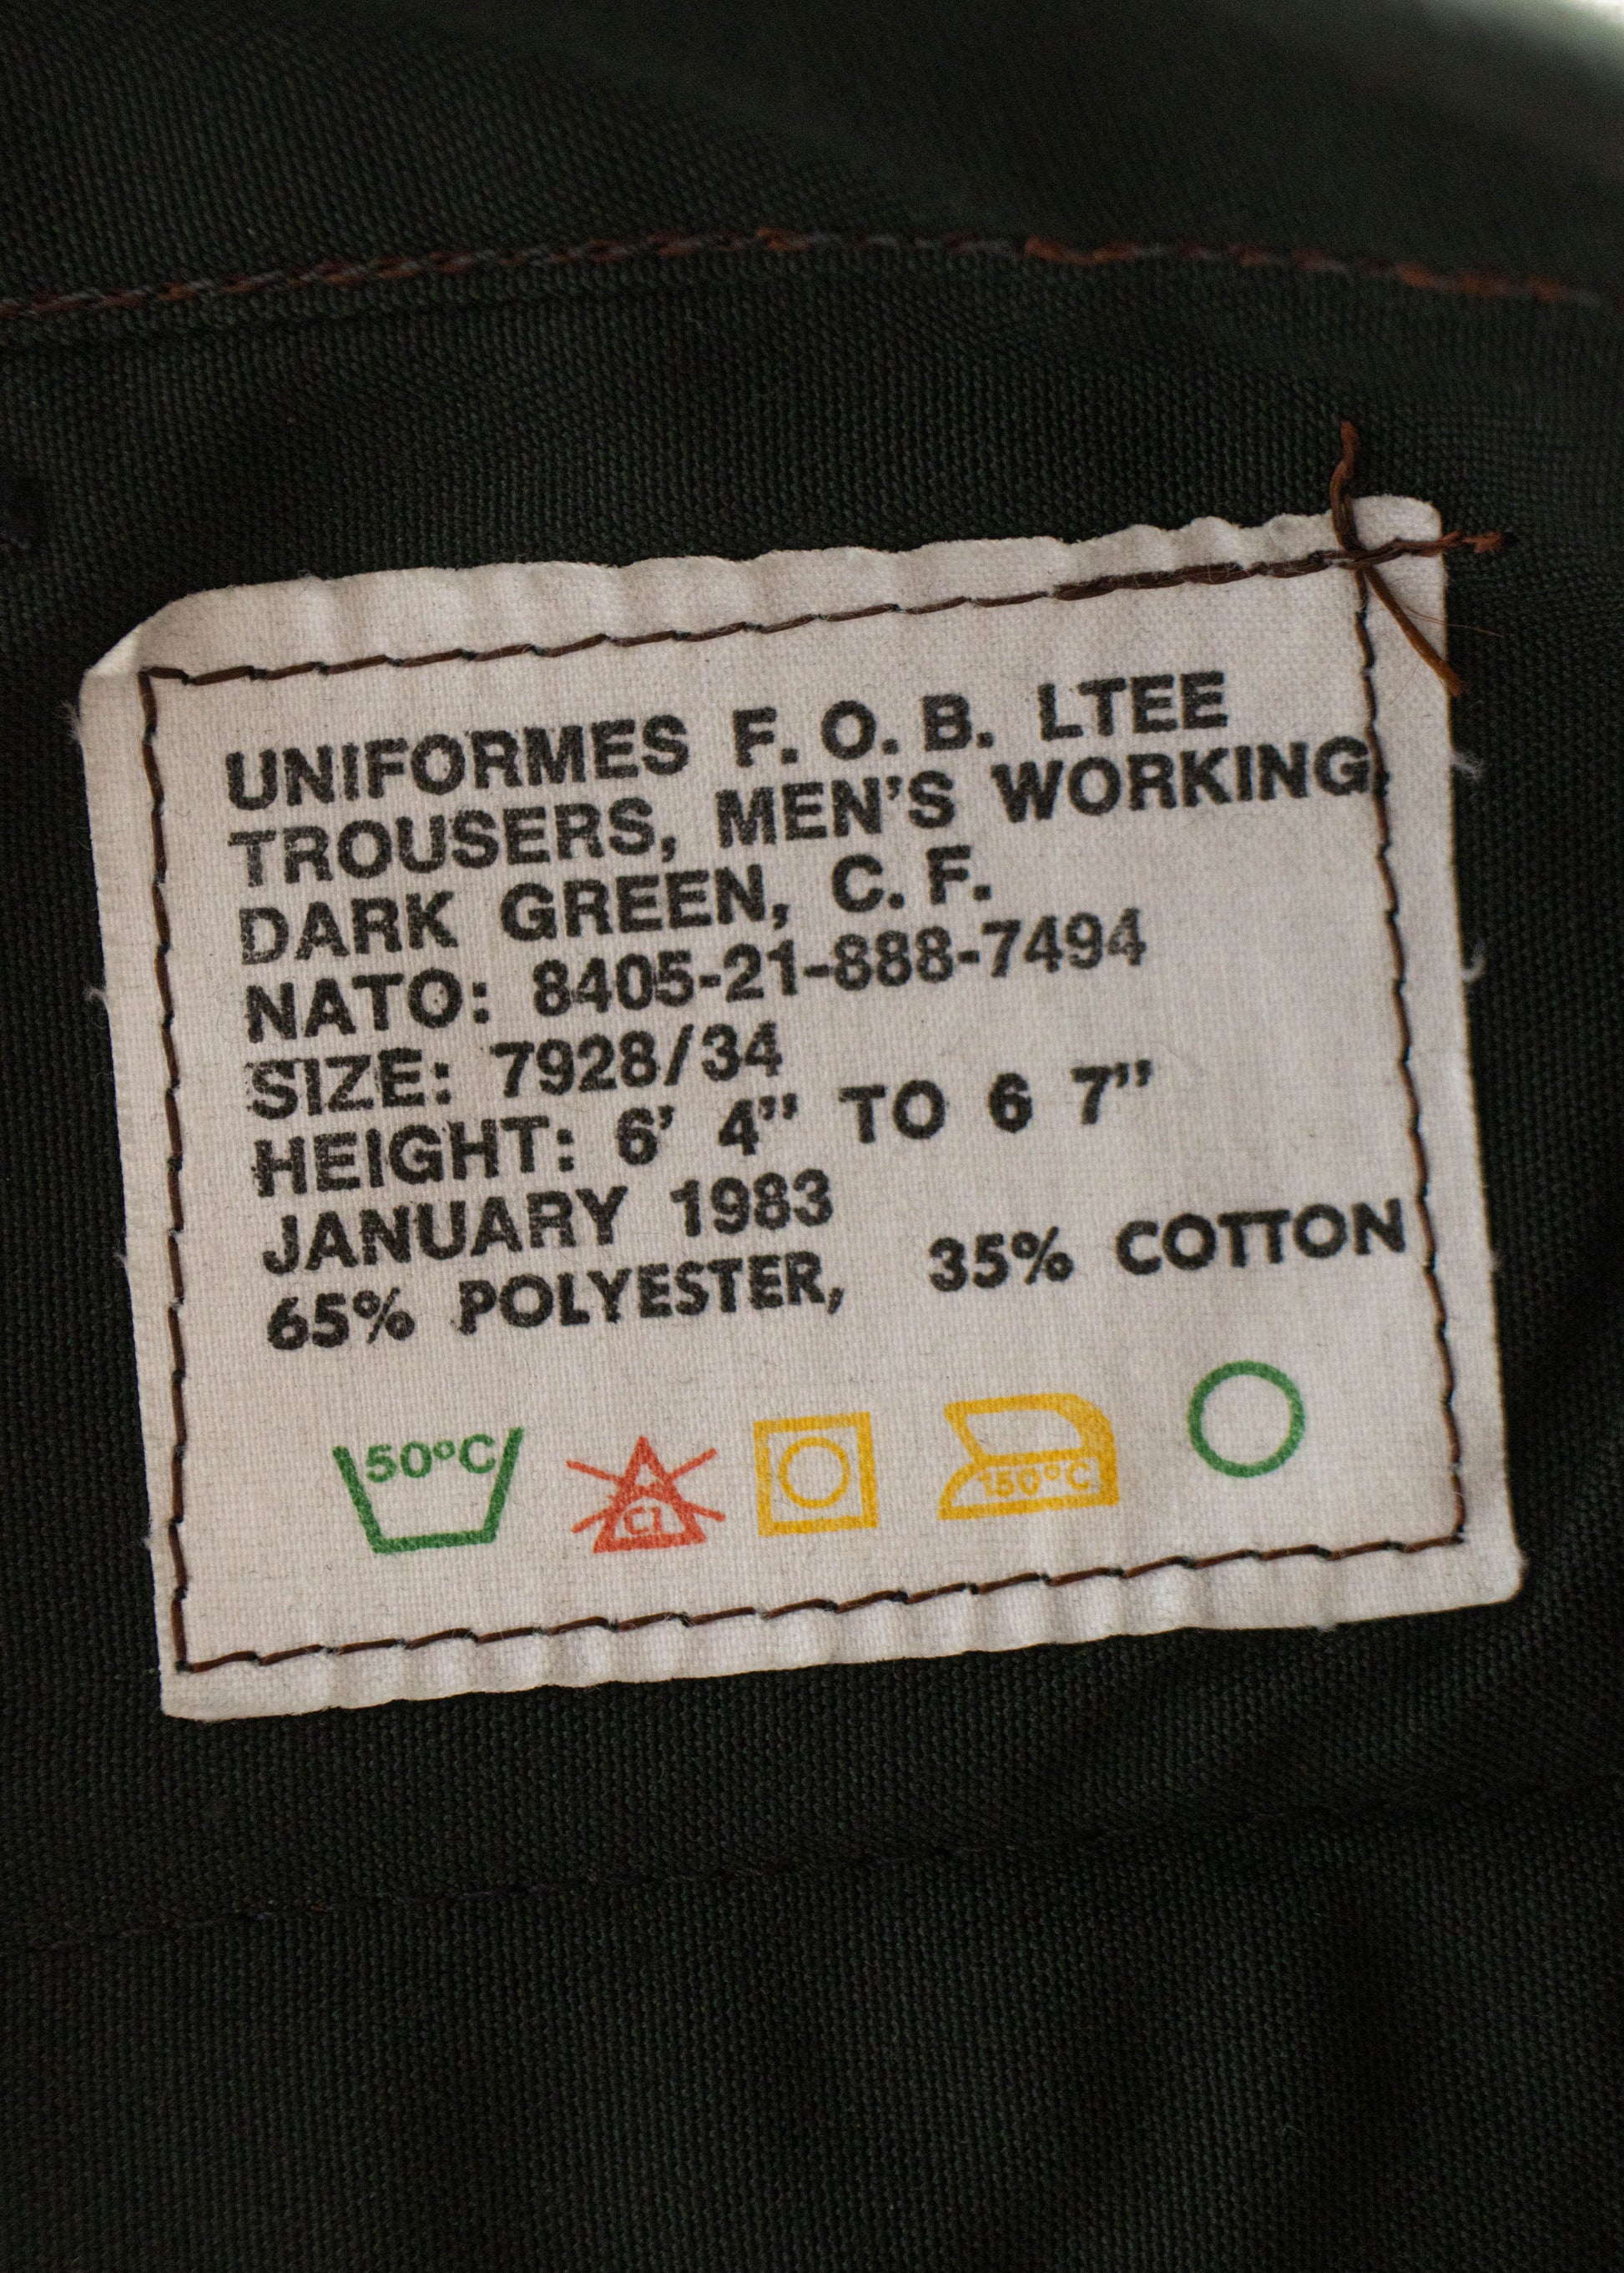 UNIFORMES F. O. B. LTEE
TROUSERS, MEN'S WORKING,
DARK GREEN, C. F.
NATO: 8405-21-888-7494
SIZE: 7928/34
HEIGHT: 6' 4" TO 6 7"
JANUARY 1983
65% POLYESTER, 35% COTTON
50°C C1 150°C